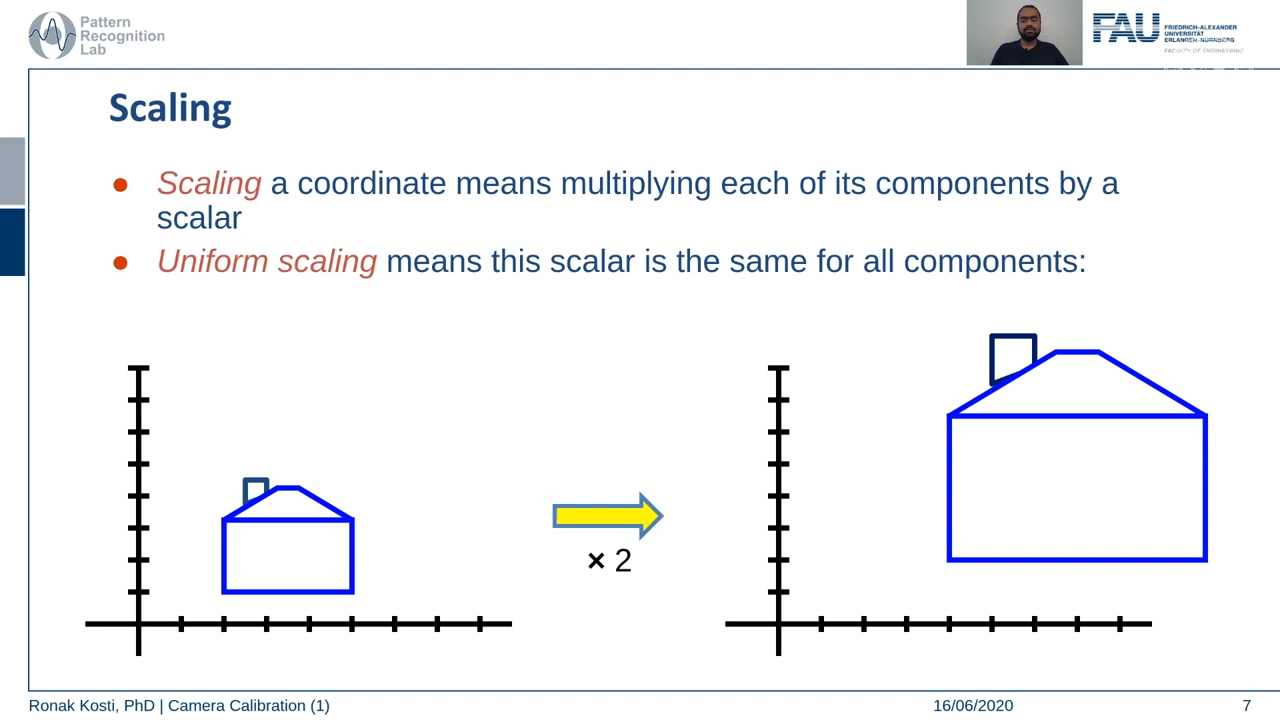 Pattern
Recognition
Lab
FAU
FRIEDRICH-ALEXANDER
UNIVERSITÄT
ERLANGEN-NÜRNBERG
FACULTY OF ENGINEERING
Scaling
● Scaling a coordinate means multiplying each of its components by a
scalar
● Uniform scaling means this scalar is the same for all components:
× 2
Ronak Kosti, PhD | Camera Calibration (1)
16/06/2020
7